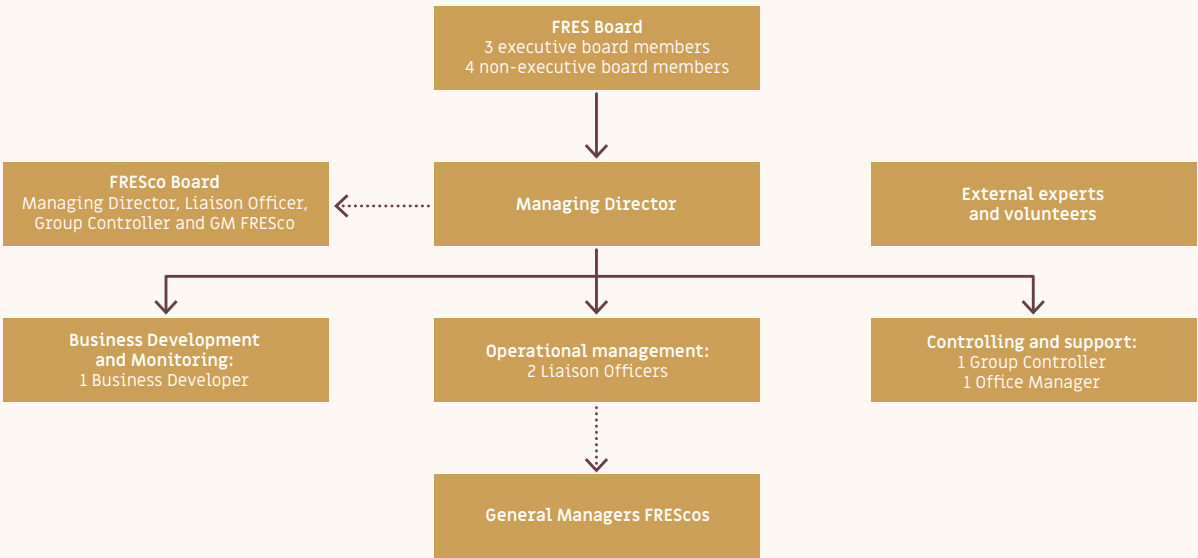 FRES Board
3 executive board members
4 non-executive board members
FRESco Board
Managing Director, Liaison Officer,
Group Controller and GM FRESco
Managing Director
External experts
and volunteers
Business Development
and Monitoring:
1 Business Developer
Operational management:
2 Liaison Officers
Controlling and support:
1 Group Controller
1 Office Manager
General Managers FREScos